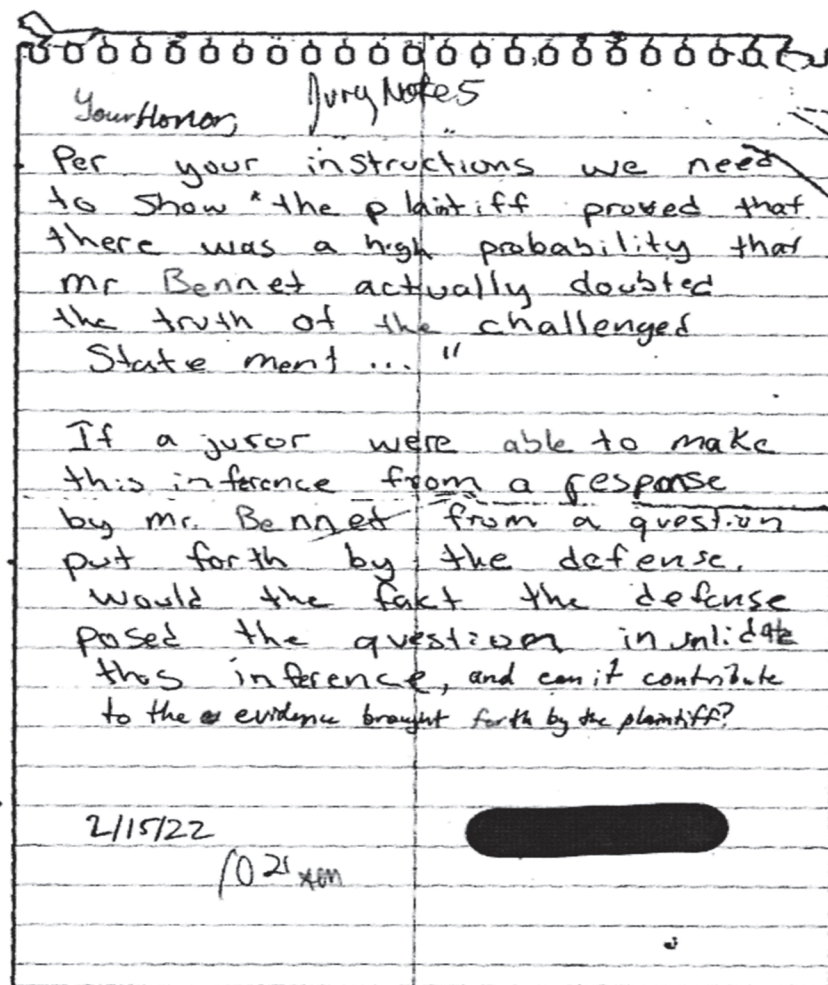 Jury Note 5
Your Honor,
Per your instructions we need
to show "the plaintiff proved that
there was a high probability that
mr Bennet actually doubted
the truth of the challenged
State ment ... "
If a juror were able to make
this inference from a response
by mr. Bennet from a question
put forth by the defense.
would the fact the defense
posed the question invalidate
this inference, and can it contribute
to the evidence brought forth by the plaintiff?
2/15/22
10 21 am